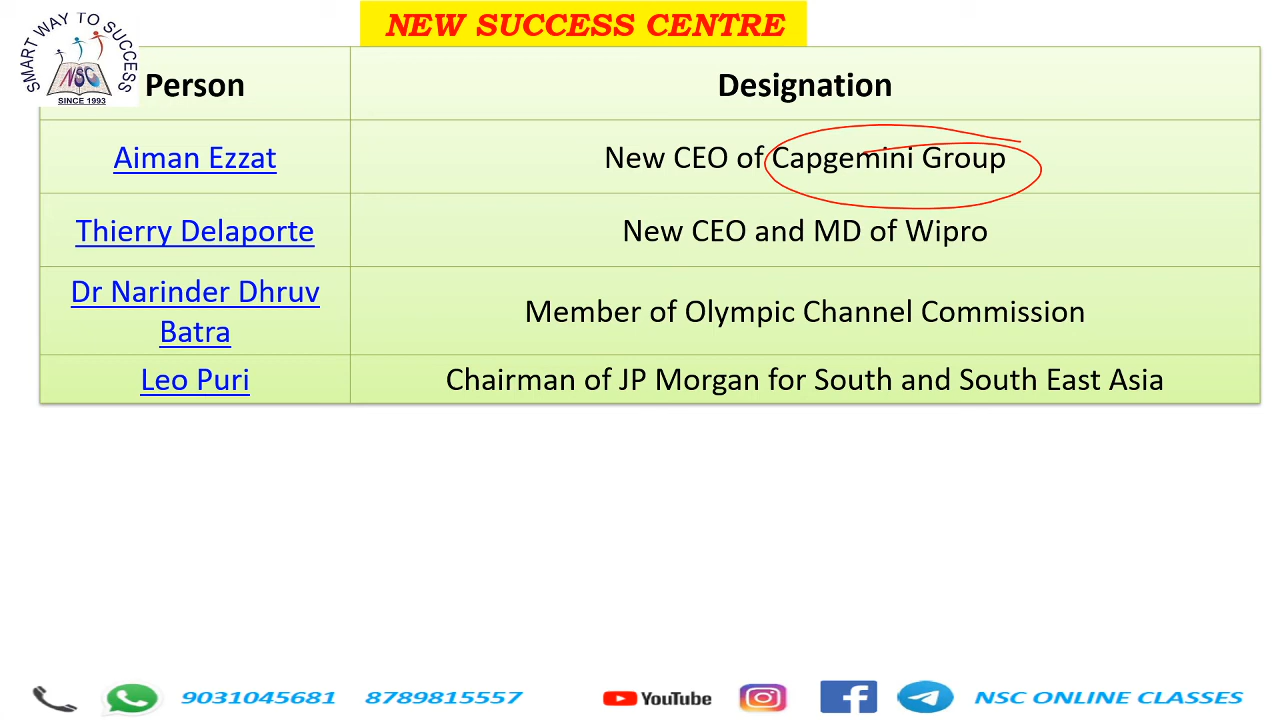 NEW SUCCESS CENTRE
SMART WAY TO SUCCESS
NSC
SINCE 1993
Person Designation
Aiman Ezzat New CEO of Capgemini Group
Thierry Delaporte New CEO and MD of Wipro
Dr Narinder Dhruv
Batra Member of Olympic Channel Commission
Leo Puri Chairman of JP Morgan for South and South East Asia
9031045681 8789815557 YouTube NSC ONLINE CLASSES